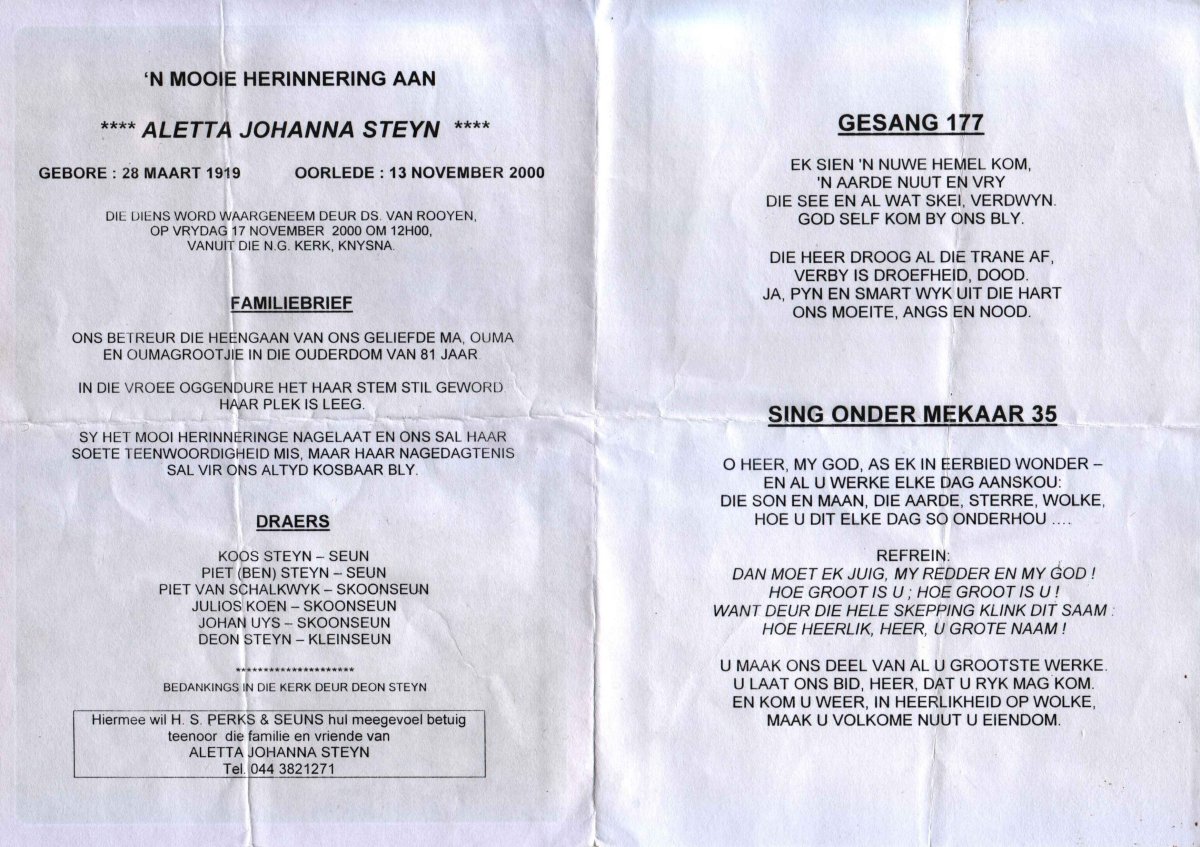 'N MOOIE HERINNERING AAN
**** ALETTA JOHANNA STEYN ****
GEBORE : 28 MAART 1919 OORLEDE : 13 NOVEMBER 2000
DIE DIENS WORD WAARGENEEM DEUR DS. VAN ROOYEN,
OP VRYDAG 17 NOVEMBER 2000 OM 12H00,
VANUIT DIE N.G. KERK, KNYSNA.
FAMILIEBRIEF
ONS BETREUR DIE HEENGAAN VAN ONS GELIEFDE MA, OUMA
EN OUMAGROOTJIE IN DIE OUDERDOM VAN 81 JAAR
IN DIE VROEE OGGENDURE HET HAAR STEM STIL GEWORD
HAAR PLEK IS LEEG.
SY HET MOOI HERINNERINGE NAGELAAT EN ONS SAL HAAR
SOETE TEENWOORDIGHEID MIS, MAAR HAAR NAGEDAGTENIS
SAL VIR ONS ALTYD KOSBAAR BLY.
DRAERS
KOOS STEYN – SEUN
PIET (BEN) STEYN – SEUN
PIET VAN SCHALKWYK – SKOONSEUN
JULIOS KOEN – SKOONSEUN
JOHAN UYS – SKOONSEUN
DEON STEYN – KLEINSEUN
*********************
BEDANKINGS IN DIE KERK DEUR DEON STEYN
Hiermee wil H. S. PERKS & SEUNS hul meegevoel betuig
teenoor die familie en vriende van
ALETTA JOHANNA STEYN
Tel. 044 3821271
GESANG 177
EK SIEN 'N NUWE HEMEL KOM,
'N AARDE NUUT EN VRY
DIE SEE EN AL WAT SKEI, VERDWYN.
GOD SELF KOM BY ONS BLY.
DIE HEER DROOG AL DIE TRANE AF,
VERBY IS DROEFHEID, DOOD.
JA, PYN EN SMART WYK UIT DIE HART
ONS MOEITE, ANGS EN NOOD.
SING ONDER MEKAAR 35
O HEER, MY GOD, AS EK IN EERBIED WONDER –
EN AL U WERKE ELKE DAG AANSKOU:
DIE SON EN MAAN, DIE AARDE, STERRE, WOLKE,
HOE U DIT ELKE DAG SO ONDERHOU ….
REFREIN:
DAN MOET EK JUIG, MY REDDER EN MY GOD !
HOE GROOT IS U ; HOE GROOT IS U !
WANT DEUR DIE HELE SKEPPING KLINK DIT SAAM :
HOE HEERLIK, HEER, U GROTE NAAM !
U MAAK ONS DEEL VAN AL U GROOTSTE WERKE.
U LAAT ONS BID, HEER, DAT U RYK MAG KOM.
EN KOM U WEER, IN HEERLIKHEID OP WOLKE,
MAAK U VOLKOME NUUT U EIENDOM.